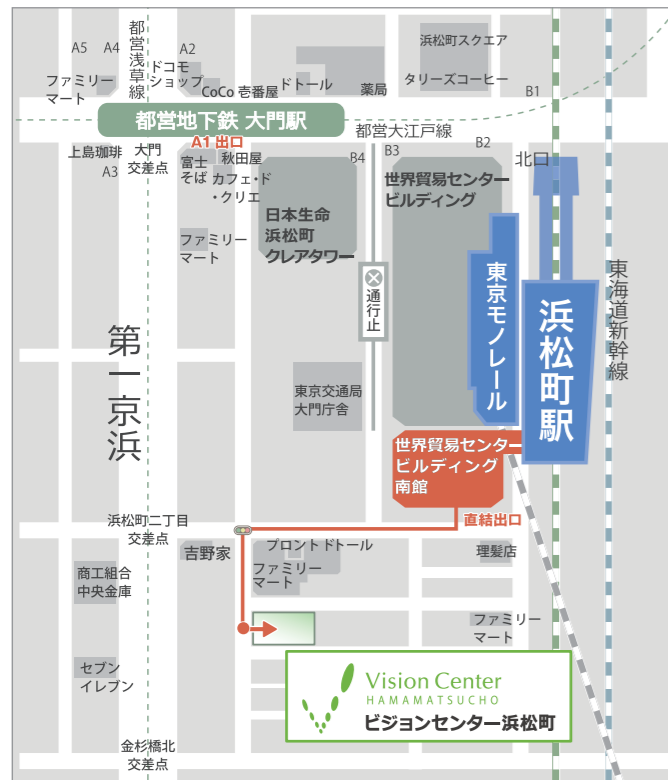 都営浅草線
A5
A4
A2
ファミリー
マート
ドコモ
ショップ
CoCo 壱番屋
ドトール
薬局
浜松町スクエア
タリーズコーヒー
B1
都営地下鉄 大門駅
都営大江戸線
A1 出口
上島珈琲
A3
大門
交差点
富士
そば
秋田屋
カフェ・ド
・クリエ
B4
B3
B2
北口
世界貿易センター
ビルディング
日本生命
浜松町
クレアタワー
ファミリー
マート
通行止
東京モノレール
浜松町駅
東海道新幹線
第一京浜
東京交通局
大門庁舎
世界貿易センター
ビルディング
南館
直結出口
浜松町二丁目
交差点
吉野家
プロント
ドトール
ファミリー
マート
理髪店
商工組合
中央金庫
ファミリー
マート
セブン
イレブン
Vision Center
HAMAMATSUCHO
ビジョンセンター浜松町
金杉橋北
交差点